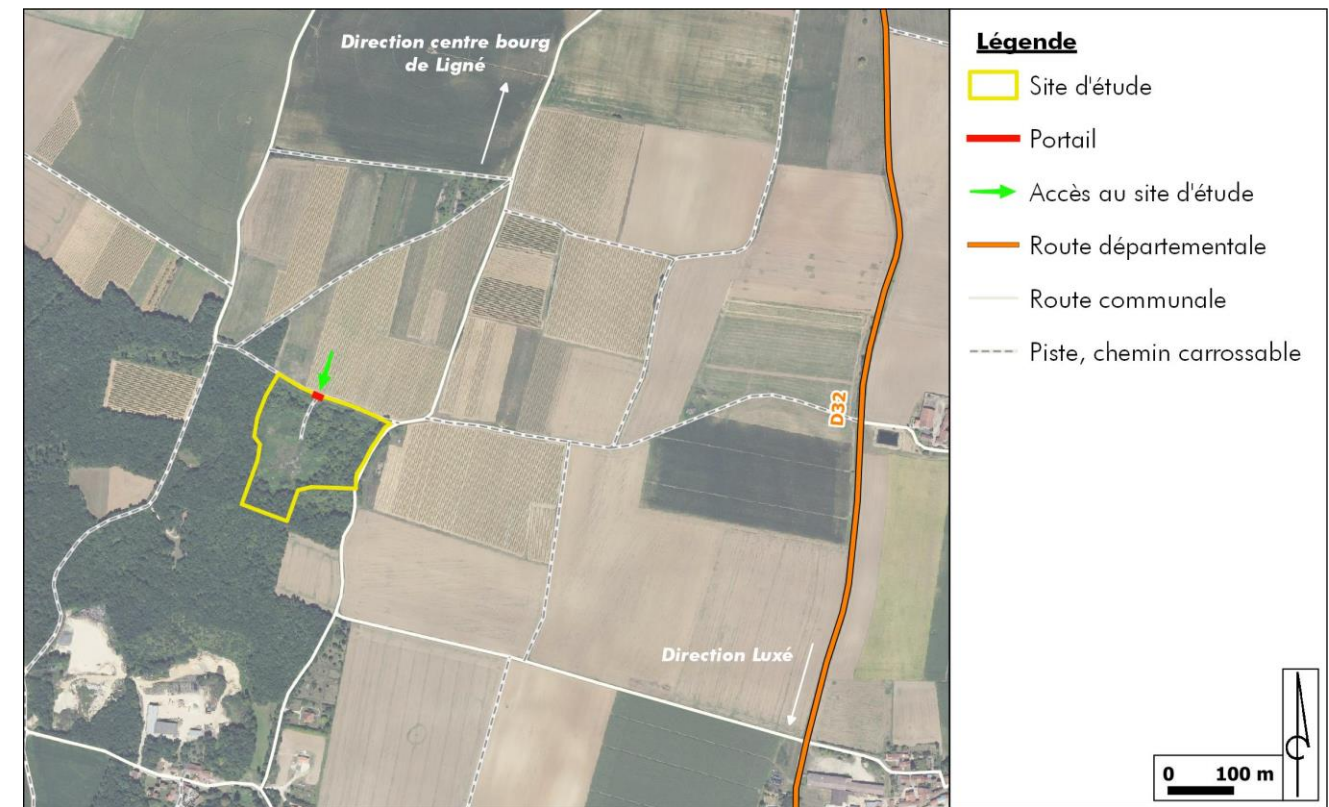 Direction centre bourg
de Ligné
D32
Direction Luxé
Légende
Site d'étude
Portail
Accès au site d'étude
Route départementale
Route communale
Piste, chemin carrossable
0 100 m